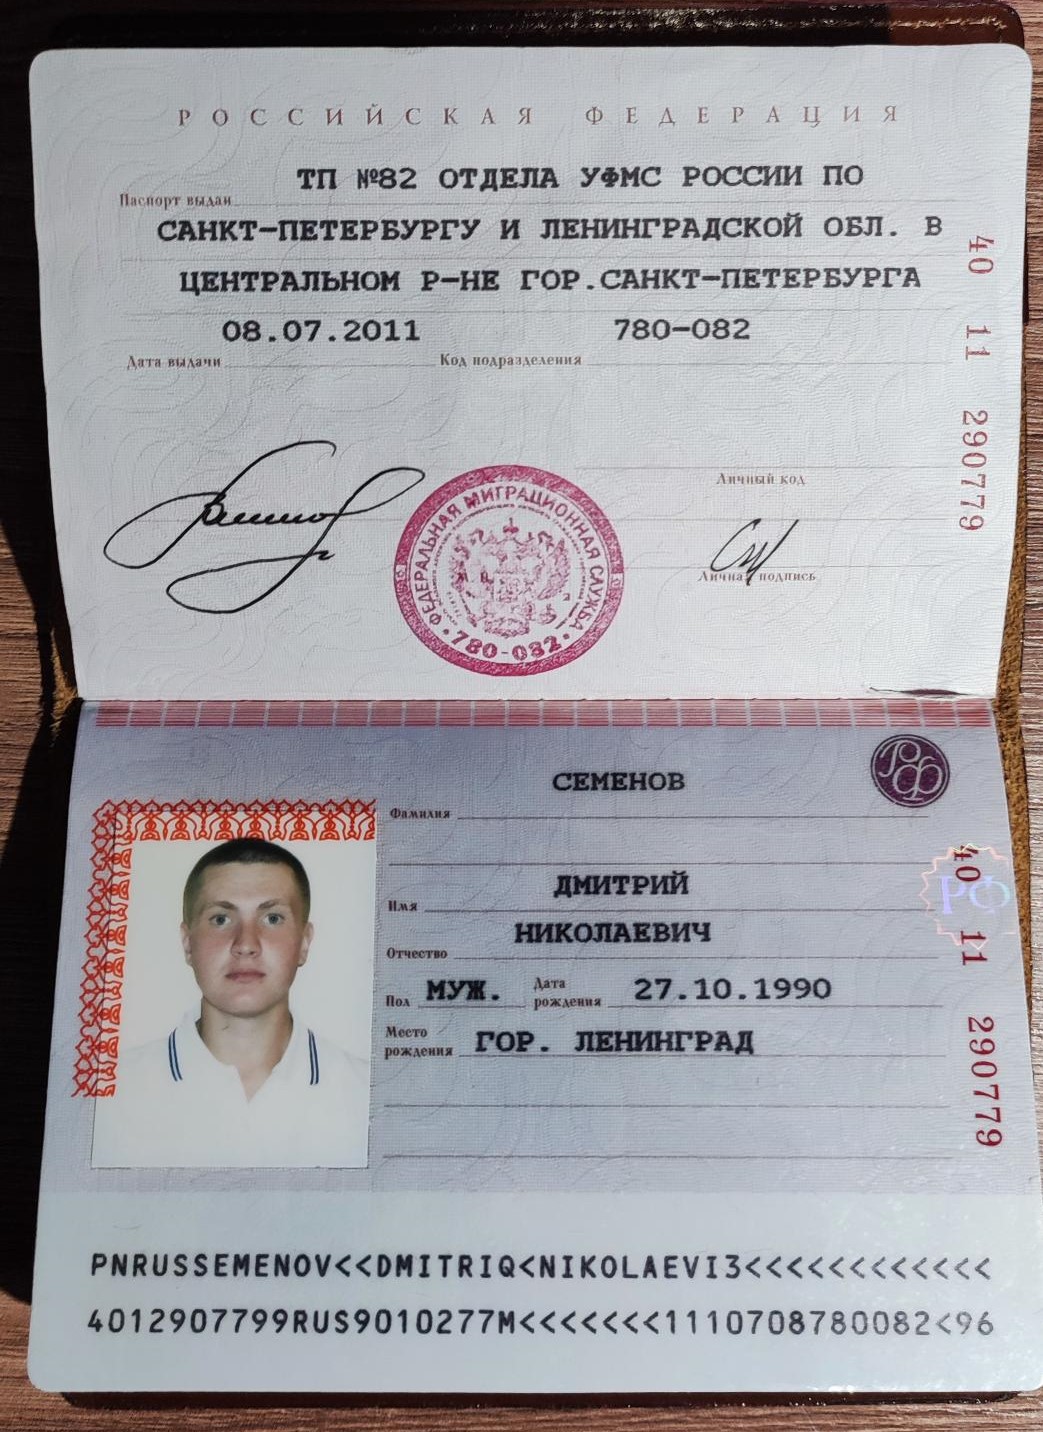 РОССИЙСКАЯ ФЕДЕРАЦИЯ
ТП №82 ОТДЕЛА УФМС РОССИИ ПО
Паспорт выдан
САНКТ-ПЕТЕРБУРГУ И ЛЕНИНГРАДСКОЙ ОБЛ. В
ЦЕНТРАЛЬНОМ Р-НЕ ГОР.САНКТ-ПЕТЕРБУРГА
08.07.2011 780-082
Дата выдачи Код подразделения
40 11 290779
Личный код
ФЕДЕРАЛЬНАЯ МИГРАЦИОННАЯ СЛУЖБА
780-082
Личная подпись
РФ
СЕМЕНОВ
Фамилия
ДМИТРИЙ
Имя
НИКОЛАЕВИЧ
Отчество
Пол МУЖ. Дата рождения 27.10.1990
Место рождения ГОР. ЛЕНИНГРАД
РФ
40 11 290779
PNRUSSEMENOV<<DMITRIQ<NIKOLAEVI3<<<<<<<<<<<<
4012907799RUS9010277M<<<<<<<1110708780082<96